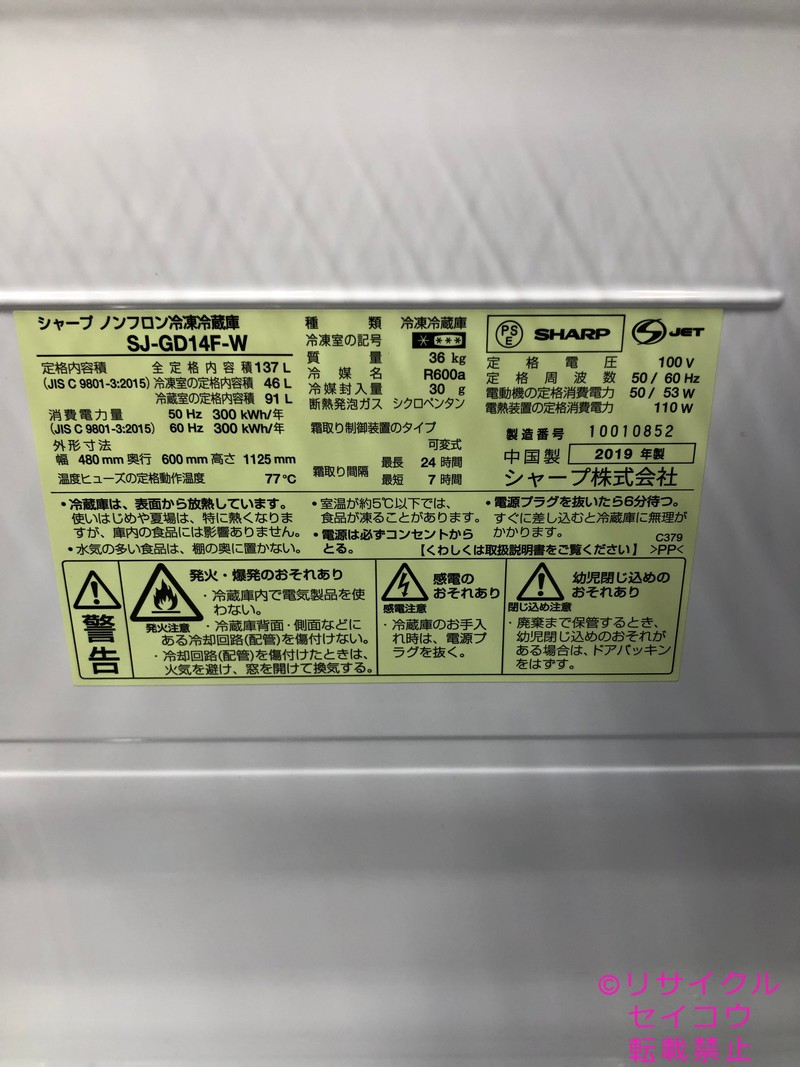 シャープ ノンフロン冷凍冷蔵庫
SJ-GD14F-W
定格内容積 全定格内容積 137 L
(JIS C 9801-3:2015) 冷凍室の定格内容積 46 L
冷蔵室の定格内容積 91 L
消費電力量 50 Hz 300 kWh/年
(JIS C 9801-3:2015) 60 Hz 300 kWh/年
外形寸法
幅 480 mm 奥行 600 mm 高さ 1125 mm
温度ヒューズの定格動作温度 77℃
種類 冷凍冷蔵庫
冷凍室の記号 ****
質量 36 kg
冷媒名 R600a
冷媒封入量 30 g
断熱発泡ガス シクロペンタン
霜取り制御装置のタイプ
可変式
霜取り間隔 最長 24 時間
最短 7 時間
PSE SHARP JET
定格電圧 100 V
定格周波数 50 / 60 Hz
電動機の定格消費電力 50 / 53 W
電熱装置の定格消費電力 110 W
製造番号 10010852
中国製 2019 年製
シャープ株式会社
・冷蔵庫は、表面から放熱しています。
使いはじめや夏場は、特に熱くなりま
すが、庫内の食品には影響ありません。
・水気の多い食品は、棚の奥に置かない。
・室温が約5℃以下では、
食品が凍ることがあります。
・電源は必ずコンセントから
とる。
・電源プラグを抜いたら6分待つ。
すぐに差し込むと冷蔵庫に無理が
かかります。
C379
【くわしくは取扱説明書をご覧ください】 >PP<
警告
発火・爆発のおそれあり
発火注意
・冷蔵庫内で電気製品を使
わない。
・冷蔵庫背面・側面などに
ある冷却回路(配管)を傷付けない。
・冷却回路(配管)を傷付けたときは、
火気を避け、窓を開けて換気する。
感電の
おそれあり
感電注意
・冷蔵庫のお手入
れ時は、電源プ
ラグを抜く。
幼児閉じ込めの
おそれあり
閉じ込め注意
・廃棄まで保管するとき、
幼児閉じ込めのおそれが
ある場合は、ドアパッキン
をはずす。
©リサイクル
セイコウ
転載禁止